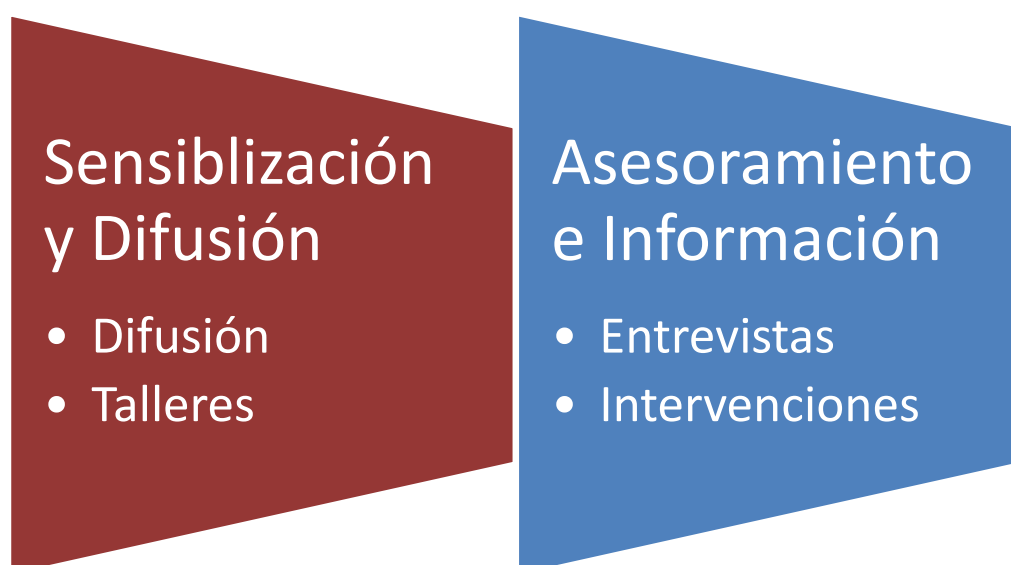 Sensiblización
y Difusión
• Difusión
• Talleres
Asesoramiento
e Información
• Entrevistas
• Intervenciones